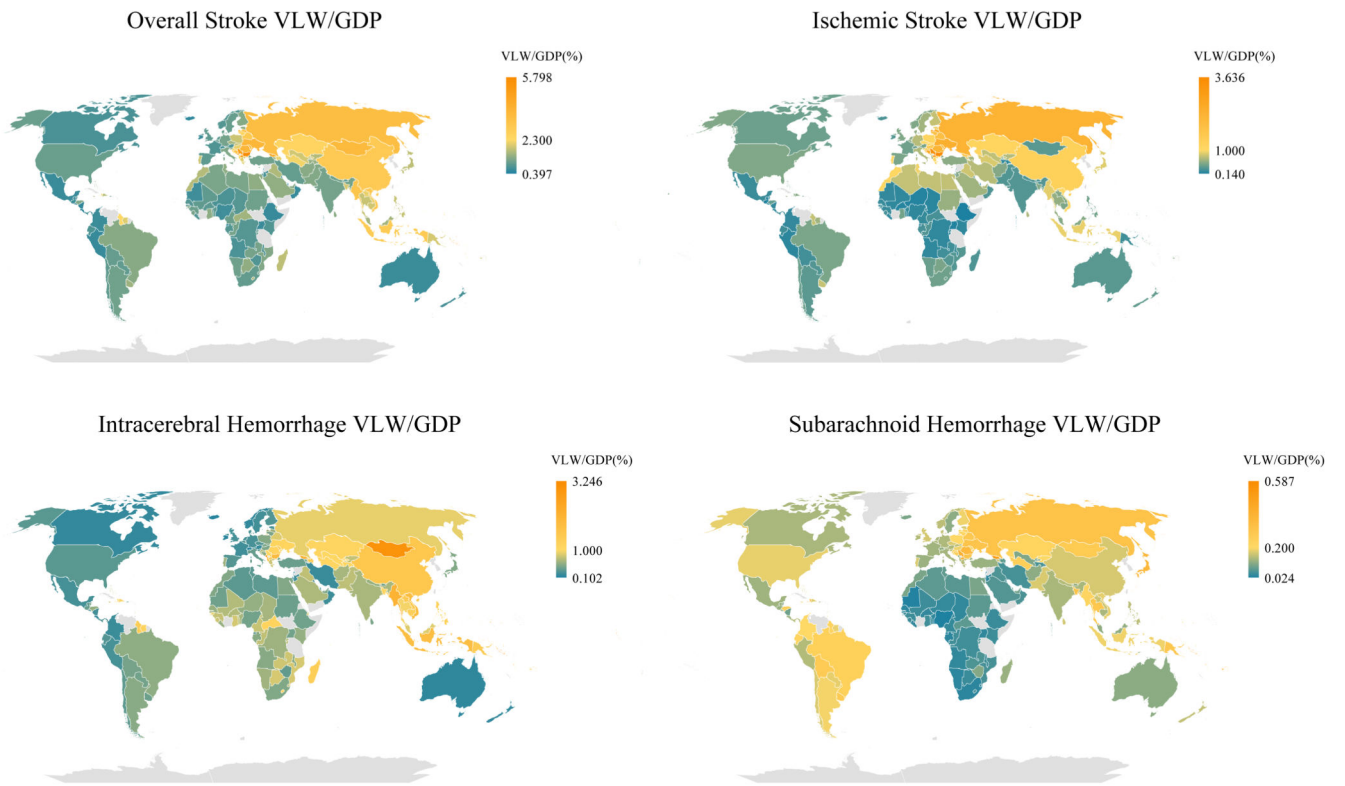 Overall Stroke VLW/GDP
VLW/GDP(%)
5.798
2.300
0.397
Ischemic Stroke VLW/GDP
VLW/GDP(%)
3.636
1.000
0.140
Intracerebral Hemorrhage VLW/GDP
VLW/GDP(%)
3.246
1.000
0.102
Subarachnoid Hemorrhage VLW/GDP
VLW/GDP(%)
0.587
0.200
0.024